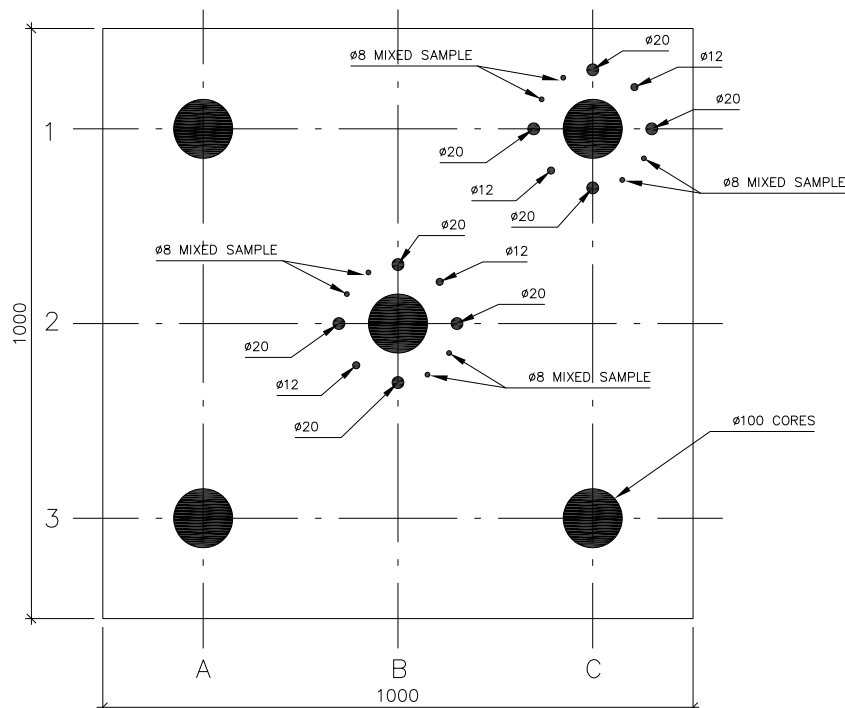 ø20
ø8 MIXED SAMPLE
ø12
ø20
1
ø20
ø8 MIXED SAMPLE
ø12
ø20
ø20
ø8 MIXED SAMPLE
ø12
ø20
2
1000
ø20
ø8 MIXED SAMPLE
ø12
ø20
ø100 CORES
3
A
B
C
1000